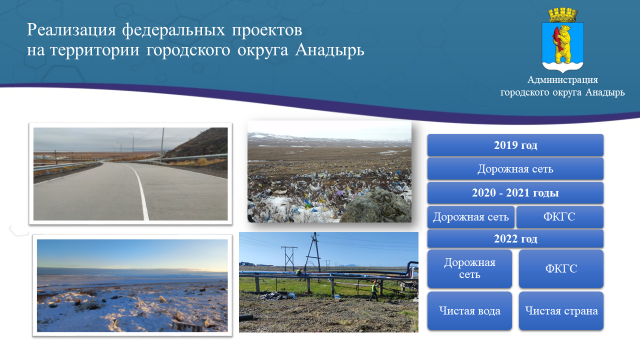 Реализация федеральных проектов
на территории городского округа Анадырь
Администрация
городского округа Анадырь
2019 год
Дорожная сеть
2020 - 2021 годы
Дорожная сеть
ФКГС
2022 год
Дорожная
сеть
ФКГС
Чистая вода
Чистая страна